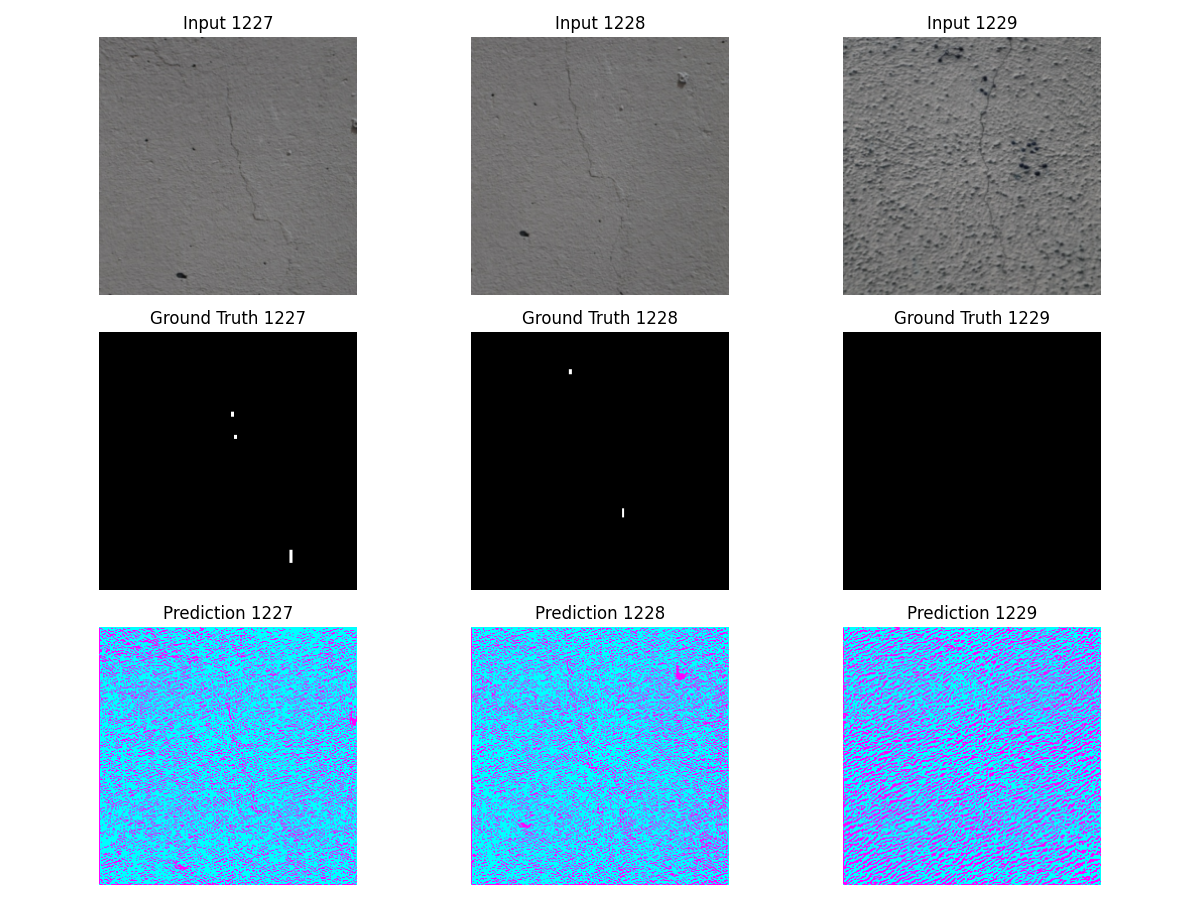 Input 1227
Input 1228
Input 1229
Ground Truth 1227
Ground Truth 1228
Ground Truth 1229
Prediction 1227
Prediction 1228
Prediction 1229